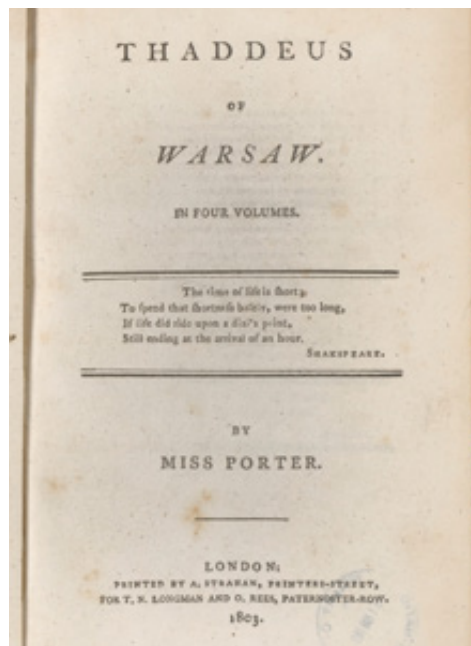 THADDEUS
OF
WARSAW.
IN FOUR VOLUMES.
The time of life is short;
To spend that shortness basely, were too long,
If life did ride upon a dial's point,
Still ending at the arrival of an hour.
SHAKSPEARE.
BY
MISS PORTER.
LONDON:
PRINTED BY A. STRAHAN, PRINTERS-STREET,
FOR T. N. LONGMAN AND O. REES, PATERNOSTER-ROW.
1803.